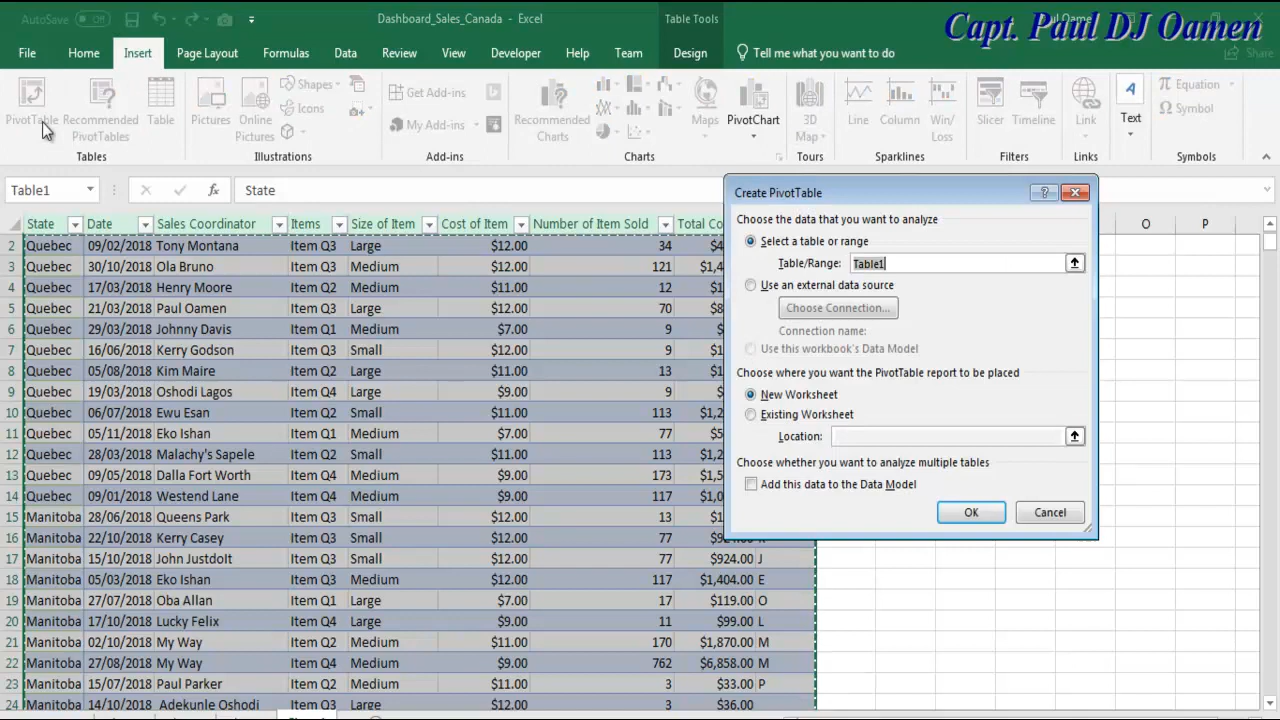 AutoSave Off
Dashboard_Sales_Canada - Excel
Table Tools
Capt. Paul DJ Oamen
File Home Insert Page Layout Formulas Data Review View Developer Help Team Design Tell me what you want to do Share
PivotTable Recommended PivotTables Table
Tables
Pictures Online Pictures Shapes Icons
Illustrations
Get Add-ins
My Add-ins
Add-ins
Recommended Charts Maps PivotChart
Charts
3D Map
Tours
Line Column Win/Loss
Sparklines
Slicer Timeline
Filters
Link
Links
Text
Equation
Symbol
Symbols
Table1 fx State
State Date Sales Coordinator Items Size of Item Cost of Item Number of Item Sold Total Co O P
2 Quebec 09/02/2018 Tony Montana Item Q3 Large $12.00 34 $4
3 Quebec 30/10/2018 Ola Bruno Item Q3 Medium $12.00 121 $1,4
4 Quebec 17/03/2018 Henry Moore Item Q2 Medium $11.00 12 $1
5 Quebec 21/03/2018 Paul Oamen Item Q3 Large $12.00 70 $8
6 Quebec 29/03/2018 Johnny Davis Item Q1 Medium $7.00 9 $
7 Quebec 16/06/2018 Kerry Godson Item Q3 Small $12.00 9 $1
8 Quebec 05/08/2018 Kim Maire Item Q2 Large $11.00 13 $1
9 Quebec 19/03/2018 Oshodi Lagos Item Q4 Large $9.00 9 $
10 Quebec 06/07/2018 Ewu Esan Item Q2 Small $11.00 113 $1,2
11 Quebec 05/11/2018 Eko Ishan Item Q1 Medium $7.00 77 $5
12 Quebec 28/03/2018 Malachy's Sapele Item Q2 Small $11.00 113 $1,2
13 Quebec 09/05/2018 Dalla Fort Worth Item Q4 Medium $9.00 173 $1,5
14 Quebec 09/01/2018 Westend Lane Item Q4 Medium $9.00 117 $1,0
15 Manitoba 28/06/2018 Queens Park Item Q3 Small $12.00 13 $1
16 Manitoba 22/10/2018 Kerry Casey Item Q3 Small $12.00 77 $924.00 K
17 Manitoba 15/10/2018 John JustdoIt Item Q3 Small $12.00 77 $924.00 J
18 Manitoba 05/03/2018 Eko Ishan Item Q3 Medium $12.00 117 $1,404.00 E
19 Manitoba 27/07/2018 Oba Allan Item Q1 Large $7.00 17 $119.00 O
20 Manitoba 17/10/2018 Lucky Felix Item Q4 Large $9.00 11 $99.00 L
21 Manitoba 02/10/2018 My Way Item Q2 Medium $11.00 170 $1,870.00 M
22 Manitoba 27/08/2018 My Way Item Q4 Medium $9.00 762 $6,858.00 M
23 Manitoba 15/07/2018 Paul Parker Item Q2 Medium $11.00 3 $33.00 P
24 Manitoba 14/10/2018 Adekunle Oshodi Item Q3 Large $12.00 3 $36.00
Create PivotTable
Choose the data that you want to analyze
Select a table or range
Table/Range: Table1
Use an external data source
Choose Connection...
Connection name:
Use this workbook's Data Model
Choose where you want the PivotTable report to be placed
New Worksheet
Existing Worksheet
Location:
Choose whether you want to analyze multiple tables
Add this data to the Data Model
OK Cancel